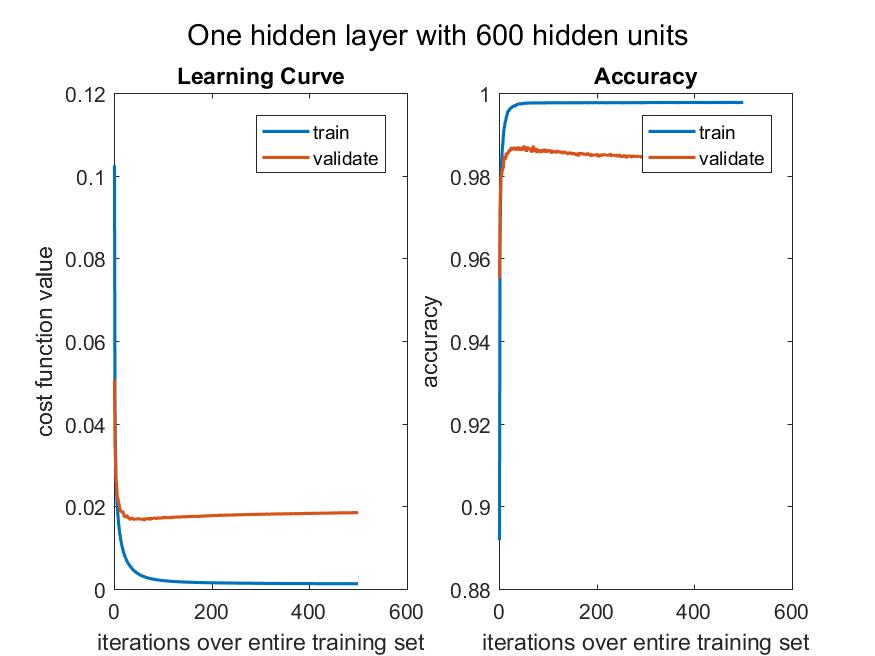 One hidden layer with 600 hidden units
Learning Curve
0.12
0.1
0.08
0.06
0.04
0.02
0
0 200 400 600
cost function value
iterations over entire training set
train
validate
Accuracy
1
0.98
0.96
0.94
0.92
0.9
0.88
0 200 400 600
accuracy
iterations over entire training set
train
validate